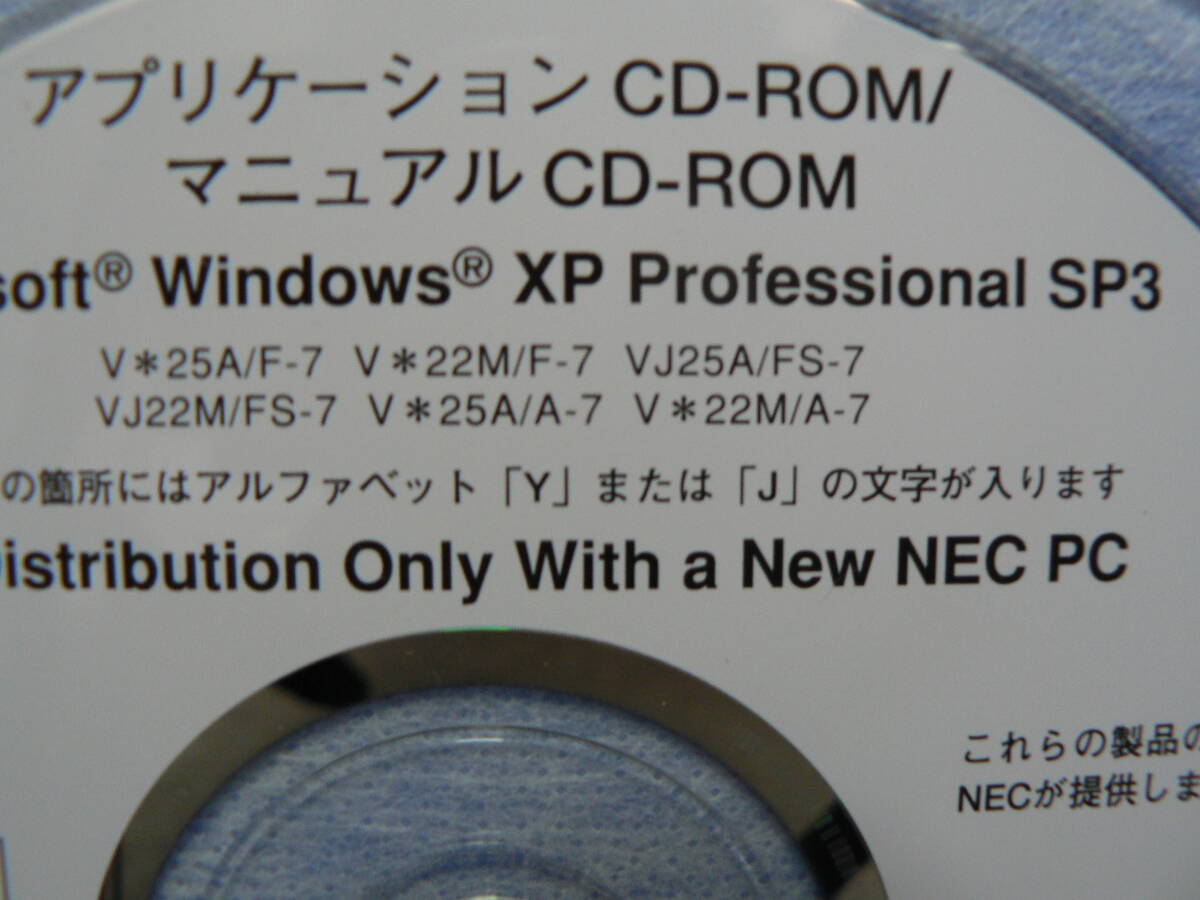 アプリケーション CD-ROM/
マニュアル CD-ROM
soft® Windows® XP Professional SP3
V＊25A/F-7 V＊22M/F-7 VJ25A/FS-7
VJ22M/FS-7 V＊25A/A-7 V＊22M/A-7
の箇所にはアルファベット「Y」または「J」の文字が入ります
istribution Only With a New NEC PC
これらの製品の
NECが提供しま